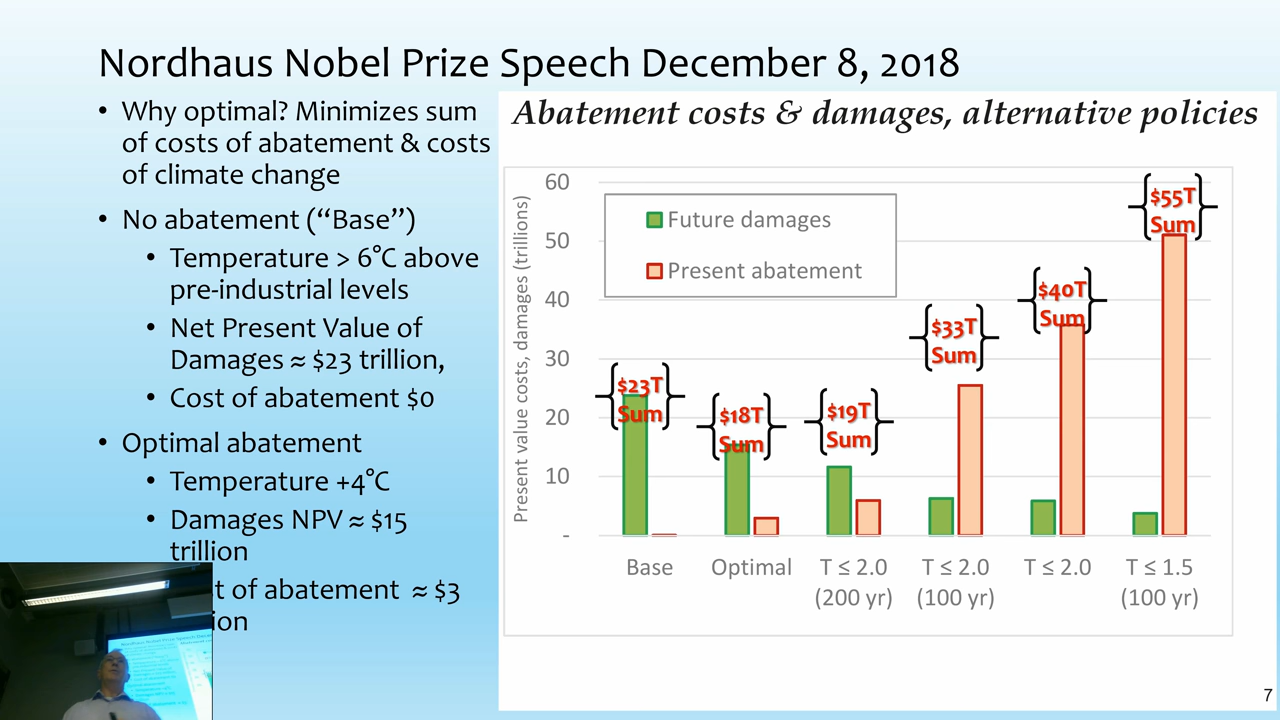 Nordhaus Nobel Prize Speech December 8, 2018
• Why optimal? Minimizes sum
of costs of abatement & costs
of climate change
• No abatement (“Base”)
• Temperature > 6°C above
pre-industrial levels
• Net Present Value of
Damages ≈ $23 trillion,
• Cost of abatement $0
• Optimal abatement
• Temperature +4°C
• Damages NPV ≈ $15
trillion
of abatement ≈ $3
Abatement costs & damages, alternative policies
Present value costs, damages (trillions)
60
50
40
30
20
10
-
Future damages
Present abatement
$23T
Sum
$18T
Sum
$19T
Sum
$33T
Sum
$40T
Sum
$55T
Sum
Base
Optimal
T ≤ 2.0
(200 yr)
T ≤ 2.0
(100 yr)
T ≤ 2.0
T ≤ 1.5
(100 yr)
7